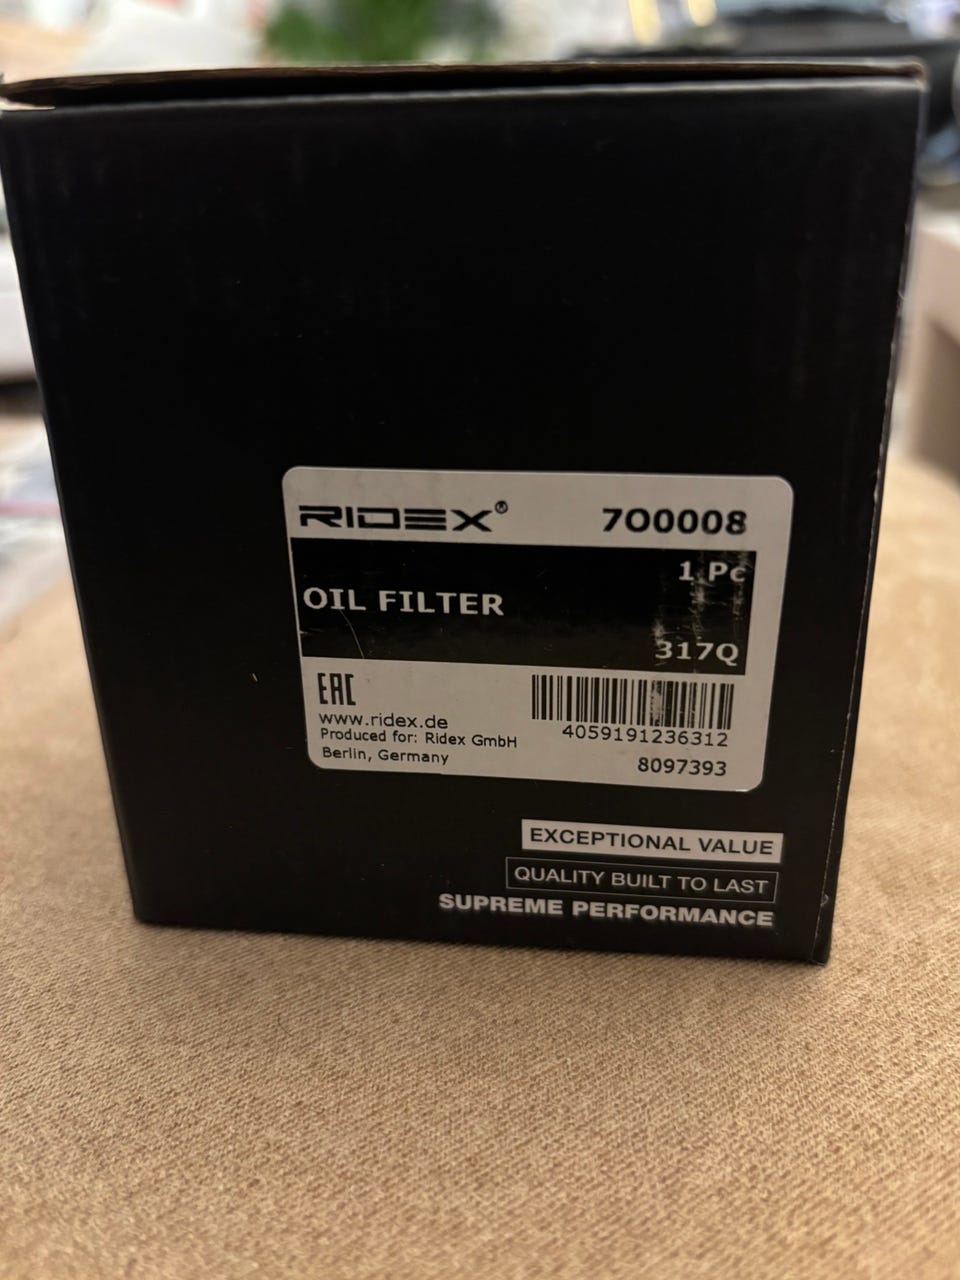 RIDEX® 7O0008
1 Pc
OIL FILTER
317Q
EAC
www.ridex.de
Produced for: Ridex GmbH
Berlin, Germany
4059191236312
8097393
EXCEPTIONAL VALUE
QUALITY BUILT TO LAST
SUPREME PERFORMANCE